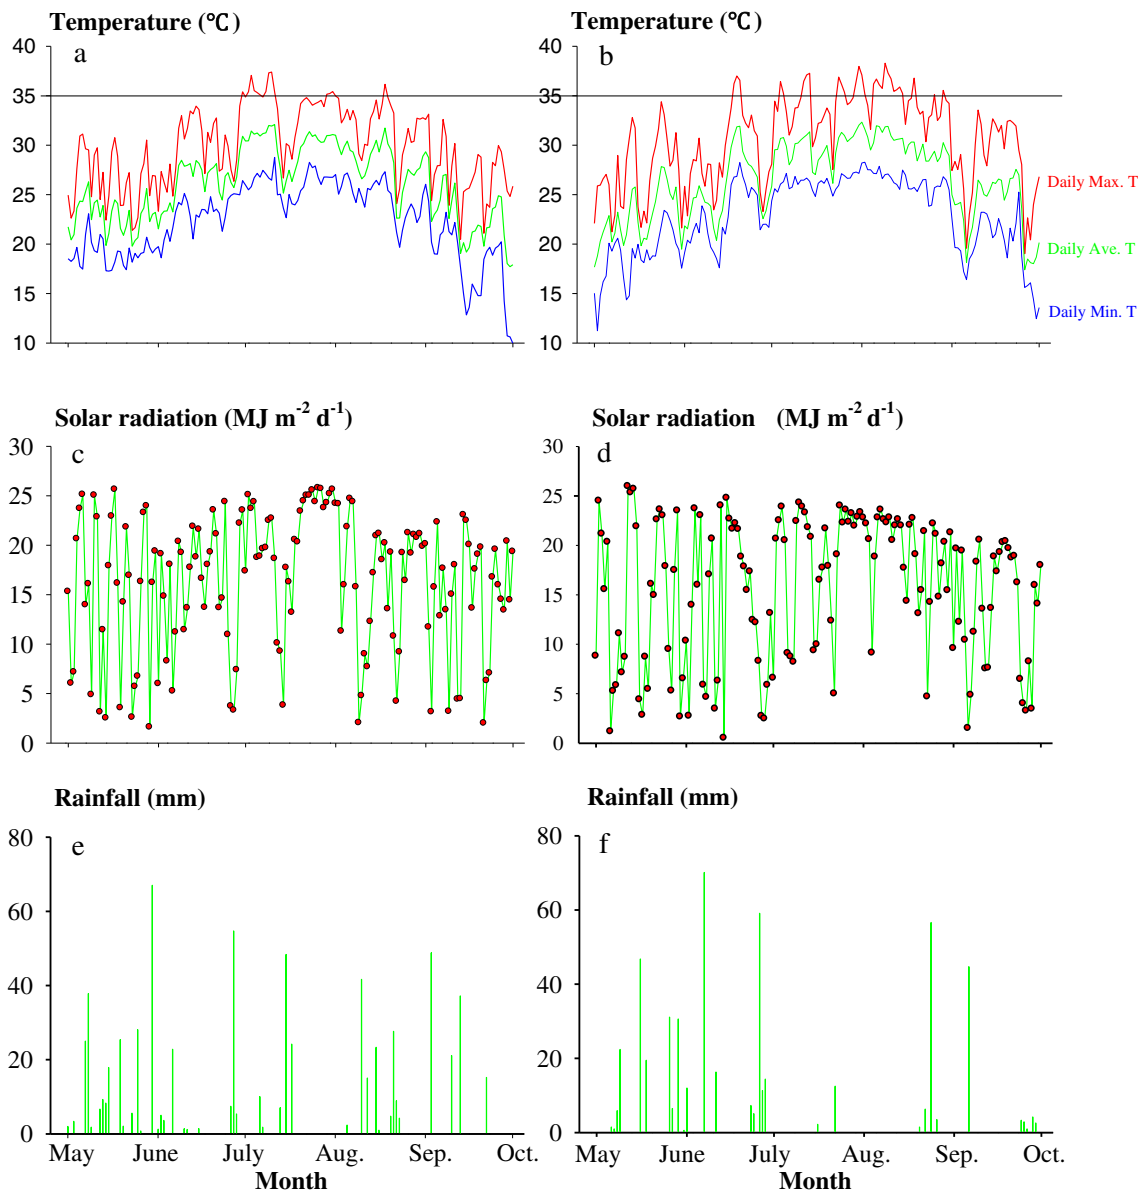 Temperature (℃)
Temperature (℃)
a
b
40
35
30
25
20
15
10
40
35
30
25
20
15
10
Daily Max. T
Daily Ave. T
Daily Min. T
Solar radiation (MJ m⁻² d⁻¹)
Solar radiation (MJ m⁻² d⁻¹)
c
d
30
25
20
15
10
5
0
30
25
20
15
10
5
0
Rainfall (mm)
Rainfall (mm)
e
f
80
60
40
20
0
80
60
40
20
0
May June July Aug. Sep. Oct.
May June July Aug. Sep. Oct.
Month
Month